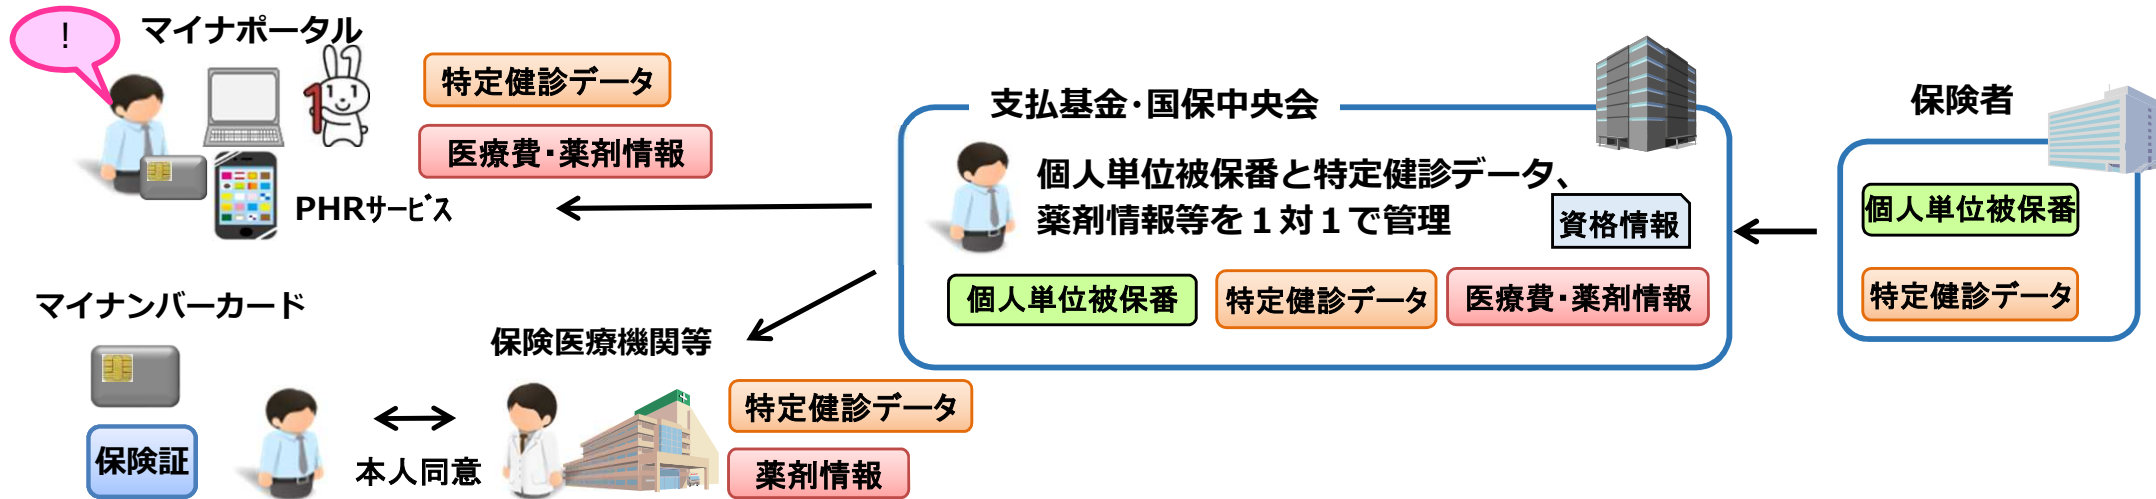 !
マイナポータル
特定健診データ
医療費・薬剤情報
PHRサービス
支払基金・国保中央会
個人単位被保番と特定健診データ、
薬剤情報等を1対1で管理
資格情報
個人単位被保番
特定健診データ
医療費・薬剤情報
保険者
個人単位被保番
特定健診データ
マイナンバーカード
保険証
本人同意
保険医療機関等
特定健診データ
薬剤情報